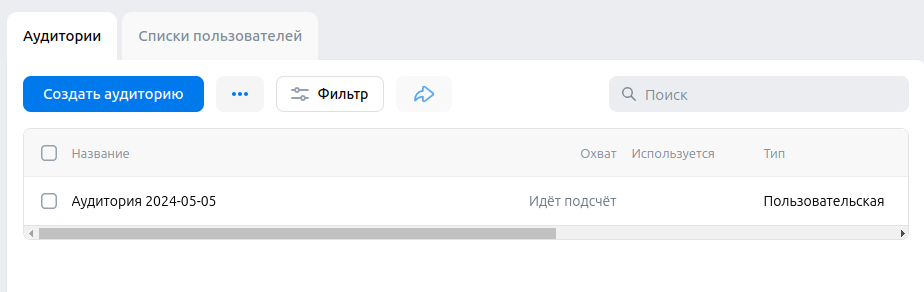 Аудитории Списки пользователей
Создать аудиторию ... Фильтр Поиск
Название Охват Используется Тип
Аудитория 2024-05-05 Идёт подсчёт Пользовательская